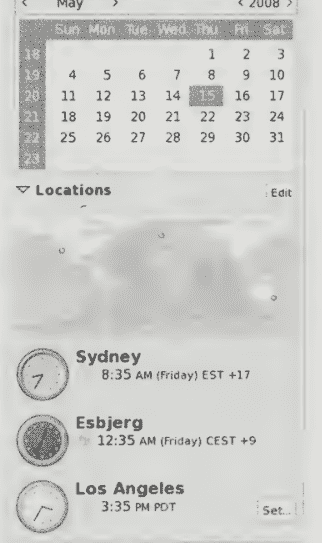 < May > < 2008 >
Sun Mon Tue Wed Thu Fri Sat
18 1 2 3
19 4 5 6 7 8 9 10
20 11 12 13 14 15 16 17
21 18 19 20 21 22 23 24
22 25 26 27 28 29 30 31
23
Locations Edit
Sydney
8:35 AM (Friday) EST +17
Esbjerg
12:35 AM (Friday) CEST +9
Los Angeles
3:35 PM PDT Set...